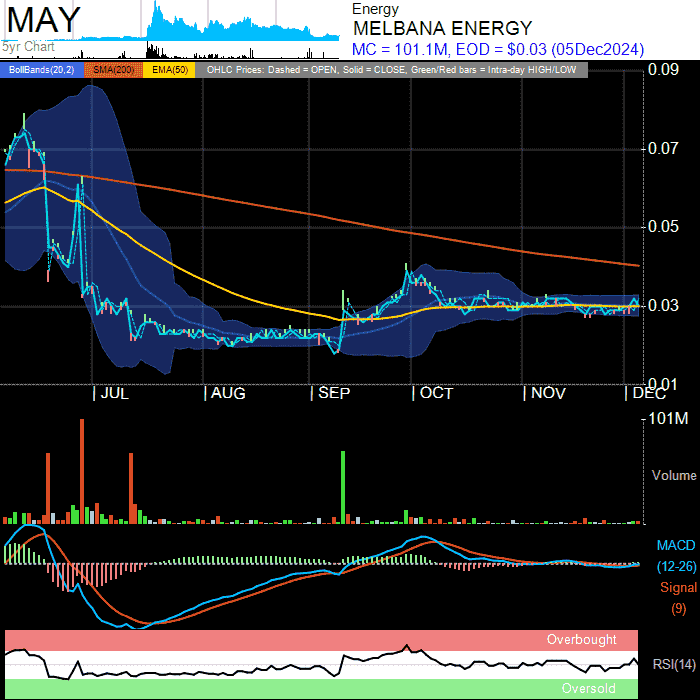 MAY
5yr Chart
Energy
MELBANA ENERGY
MC = 101.1M, EOD = $0.03 (05Dec2024)
BollBands(20,2) SMA(200) EMA(50) OHLC Prices: Dashed = OPEN, Solid = CLOSE, Green/Red bars = Intra-day HIGH/LOW
0.09
0.07
0.05
0.03
0.01
JUL AUG SEP OCT NOV DEC
101M
Volume
MACD
(12-26)
Signal
(9)
Overbought
RSI(14)
Oversold